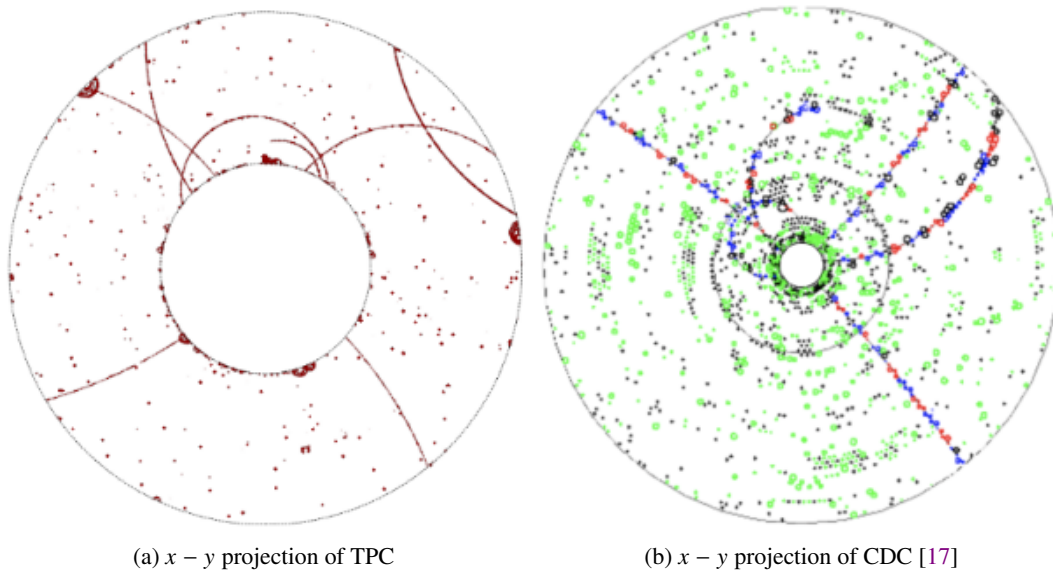 (a) x − y projection of TPC
(b) x − y projection of CDC [17]